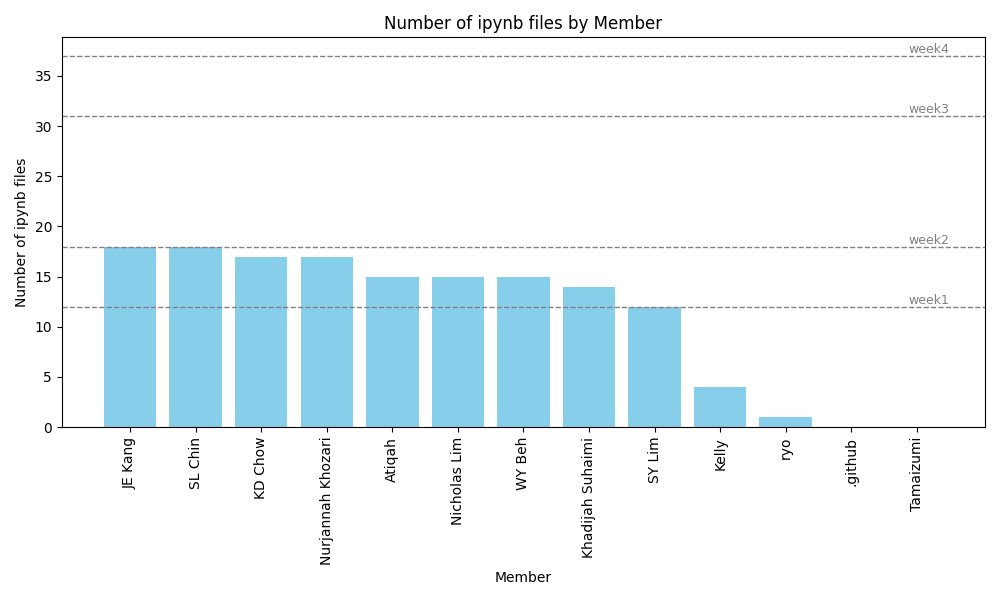 Number of ipynb files by Member
Number of ipynb files
35
30
25
20
15
10
5
0
week4
week3
week2
week1
JE Kang
SL Chin
KD Chow
Nurjannah Khozari
Atiqah
Nicholas Lim
WY Beh
Khadijah Suhaimi
SY Lim
Kelly
ryo
.github
Tamaizumi
Member